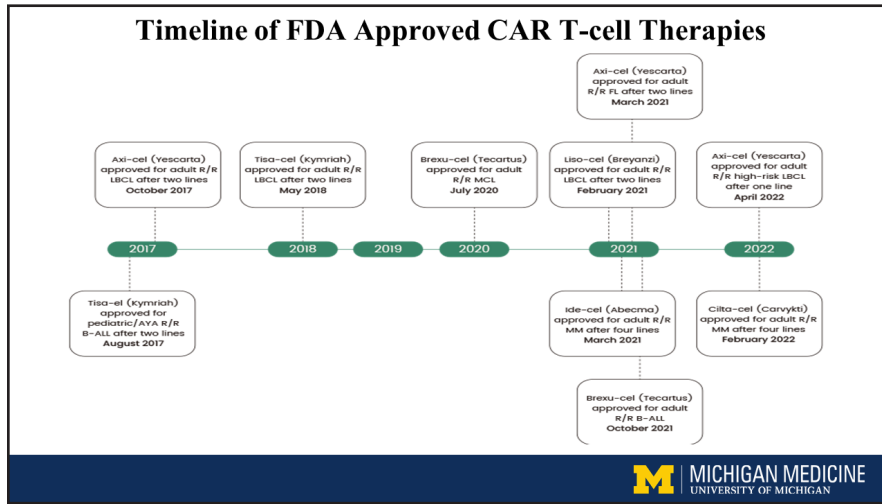 Timeline of FDA Approved CAR T-cell Therapies
Axi-cel (Yescarta)
approved for adult
R/R FL after two lines
March 2021
Axi-cel (Yescarta)
approved for adult R/R
LBCL after two lines
October 2017
Tisa-cel (Kymriah)
approved for adult R/R
LBCL after two lines
May 2018
Brexu-cel (Tecartus)
approved for adult
R/R MCL
July 2020
Liso-cel (Breyanzi)
approved for adult R/R
LBCL after two lines
February 2021
Axi-cel (Yescarta)
approved for adult
R/R high-risk LBCL
after one line
April 2022
2017
2018
2019
2020
2021
2022
Tisa-el (Kymriah)
approved for
pediatric/AYA R/R
B-ALL after two lines
August 2017
Ide-cel (Abecma)
approved for adult R/R
MM after four lines
March 2021
Cilta-cel (Carvykti)
approved for adult R/R
MM after four lines
February 2022
Brexu-cel (Tecartus)
approved for adult
R/R B-ALL
October 2021
M
MICHIGAN MEDICINE
UNIVERSITY OF MICHIGAN